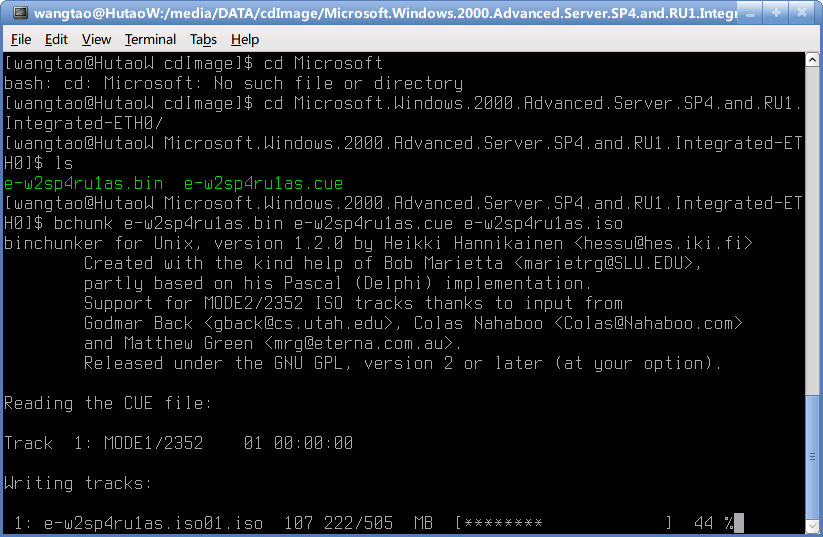 wangtao@HutaoW:/media/DATA/cdImage/Microsoft.Windows.2000.Advanced.Server.SP4.and.RU1.Integr
File Edit View Terminal Tabs Help
[wangtao@HutaoW cdImage]$ cd Microsoft
bash: cd: Microsoft: No such file or directory
[wangtao@HutaoW cdImage]$ cd Microsoft.Windows.2000.Advanced.Server.SP4.and.RU1.
Integrated-ETH0/
[wangtao@HutaoW Microsoft.Windows.2000.Advanced.Server.SP4.and.RU1.Integrated-ET
H0]$ ls
e-w2sp4ru1as.bin  e-w2sp4ru1as.cue
[wangtao@HutaoW Microsoft.Windows.2000.Advanced.Server.SP4.and.RU1.Integrated-ET
H0]$ bchunk e-w2sp4ru1as.bin e-w2sp4ru1as.cue e-w2sp4ru1as.iso
binchunker for Unix, version 1.2.0 by Heikki Hannikainen <hessu@hes.iki.fi>
        Created with the kind help of Bob Marietta <marietrg@SLU.EDU>,
        partly based on his Pascal (Delphi) implementation.
        Support for MODE2/2352 ISO tracks thanks to input from
        Godmar Back <gback@cs.utah.edu>, Colas Nahaboo <Colas@Nahaboo.com>
        and Matthew Green <mrg@eterna.com.au>.
        Released under the GNU GPL, version 2 or later (at your option).
Reading the CUE file:
Track  1: MODE1/2352    01 00:00:00
Writing tracks:
 1: e-w2sp4ru1as.iso01.iso  107 222/505  MB  [********            ]  44 %